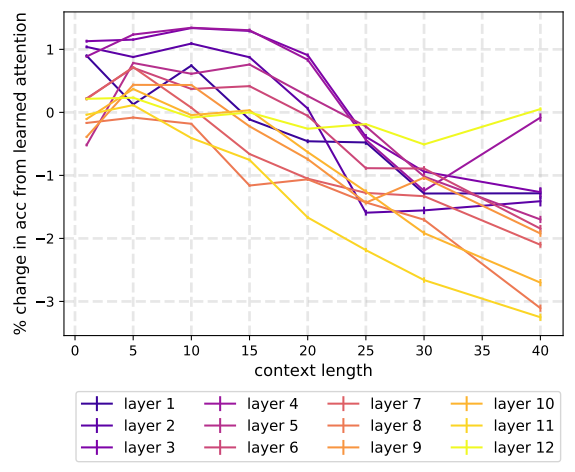 % change in acc from learned attention
1
0
−1
−2
−3
0 5 10 15 20 25 30 35 40
context length
layer 1 layer 4 layer 7 layer 10
layer 2 layer 5 layer 8 layer 11
layer 3 layer 6 layer 9 layer 12